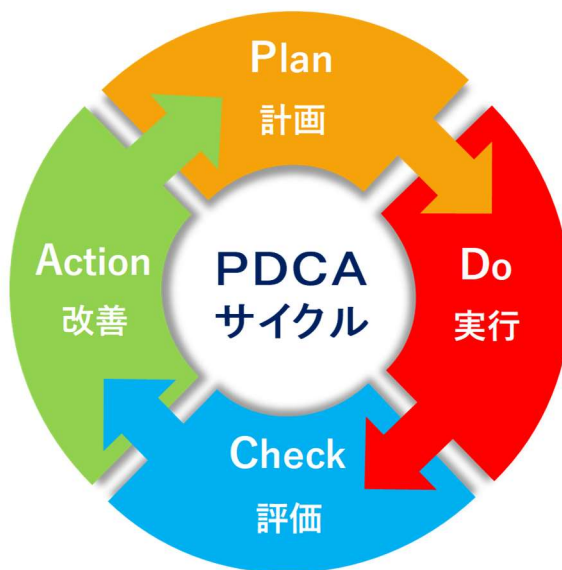 Plan
計画
Do
実行
Check
評価
Action
改善
PDCA
サイクル